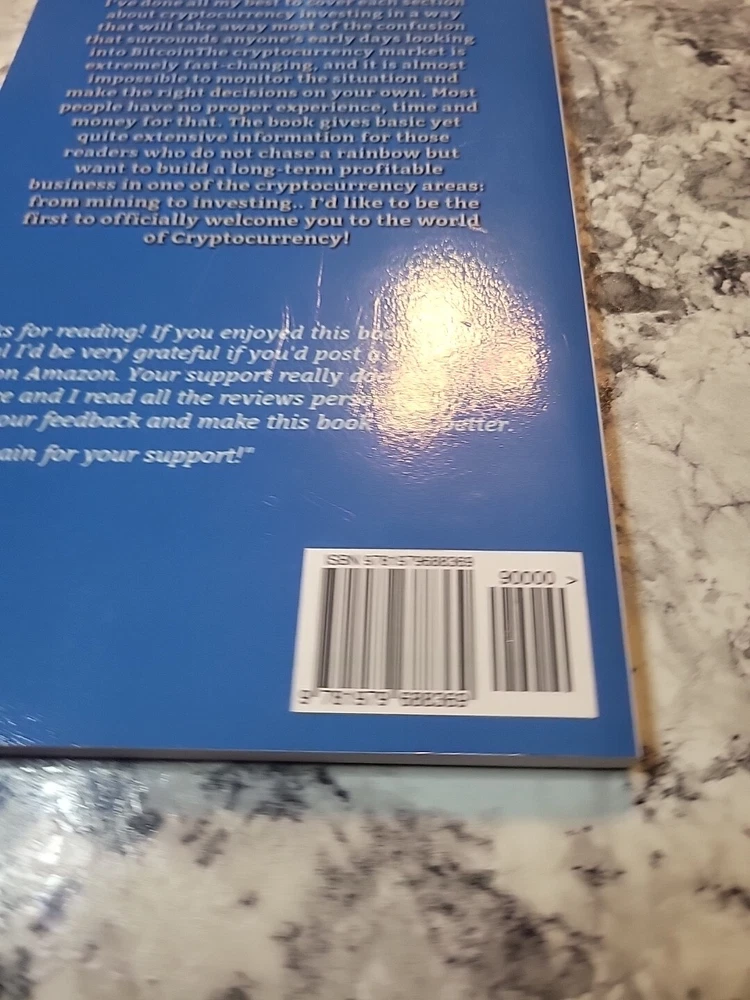 I've done all my best to cover each section
about cryptocurrency investing in a way
that will take away most of the confusion
that surrounds anyone's early days looking
into BitcoinThe cryptocurrency market is
extremely fast-changing, and it is almost
impossible to monitor the situation and
make the right decisions on your own. Most
people have no proper experience, time and
money for that. The book gives basic yet
quite extensive information for those
readers who do not chase a rainbow but
want to build a long-term profitable
business in one of the cryptocurrency areas:
from mining to investing.. I'd like to be the
first to officially welcome you to the world
of Cryptocurrency!
for reading! If you enjoyed this
I'd be very grateful if you'd post a
on Amazon. Your support really
and I read all the reviews
feedback and make this book better.
for your support!"
ISBN 9781979688369
90000 >
9 781979 688369